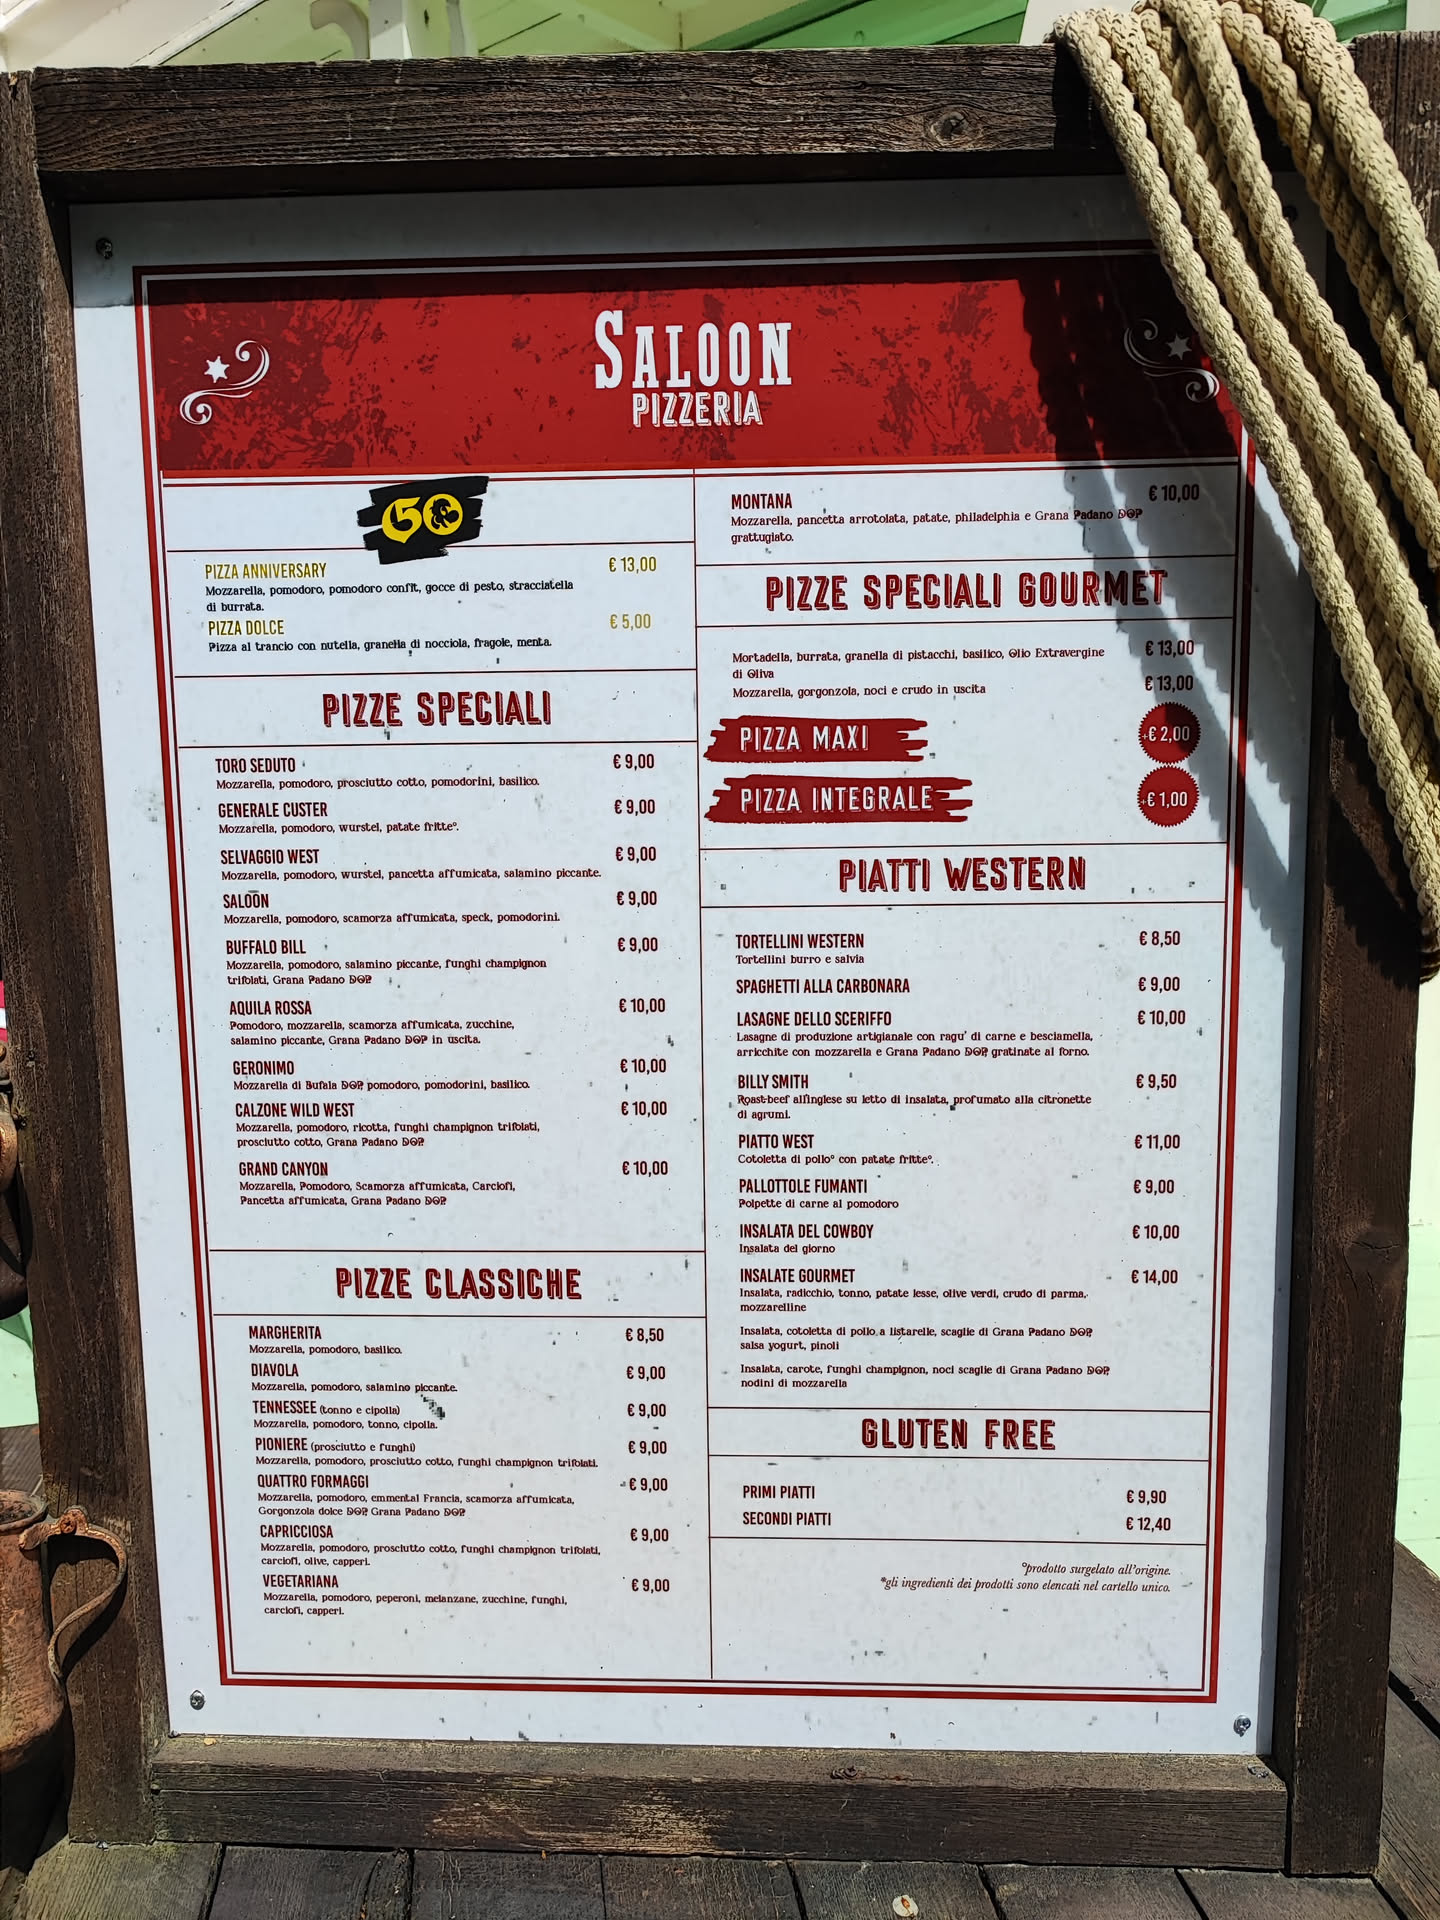 SALOON
PIZZERIA
50
PIZZA ANNIVERSARY € 13,00
Mozzarella, pomodoro, pomodoro confit, gocce di pesto, stracciatella
di burrata.
PIZZA DOLCE € 5,00
Pizza al trancio con nutella, granella di nocciola, fragole, menta.
PIZZE SPECIALI
TORO SEDUTO € 9,00
Mozzarella, pomodoro, prosciutto cotto, pomodorini, basilico.
GENERALE CUSTER € 9,00
Mozzarella, pomodoro, wurstel, patate fritte°.
SELVAGGIO WEST € 9,00
Mozzarella, pomodoro, wurstel, pancetta affumicata, salamino piccante.
SALOON € 9,00
Mozzarella, pomodoro, scamorza affumicata, speck, pomodorini.
BUFFALO BILL € 9,00
Mozzarella, pomodoro, salamino piccante, funghi champignon
trifolati, Grana Padano DOP.
AQUILA ROSSA € 10,00
Pomodoro, mozzarella, scamorza affumicata, zucchine,
salamino piccante, Grana Padano DOP in uscita.
GERONIMO € 10,00
Mozzarella di Bufala DOP, pomodoro, pomodorini, basilico.
CALZONE WILD WEST € 10,00
Mozzarella, pomodoro, ricotta, funghi champignon trifolati,
prosciutto cotto, Grana Padano DOP.
GRAND CANYON € 10,00
Mozzarella, Pomodoro, Scamorza affumicata, Carciofi,
Pancetta affumicata, Grana Padano DOP.
PIZZE CLASSICHE
MARGHERITA € 8,50
Mozzarella, pomodoro, basilico.
DIAVOLA € 9,00
Mozzarella, pomodoro, salamino piccante.
TENNESSEE (tonno e cipolla) € 9,00
Mozzarella, pomodoro, tonno, cipolla.
PIONIERE (prosciutto e funghi) € 9,00
Mozzarella, pomodoro, prosciutto cotto, funghi champignon trifolati.
QUATTRO FORMAGGI € 9,00
Mozzarella, pomodoro, emmental Francia, scamorza affumicata,
Gorgonzola dolce DOP, Grana Padano DOP.
CAPRICCIOSA € 9,00
Mozzarella, pomodoro, prosciutto cotto, funghi champignon trifolati,
carciofi, olive, capperi.
VEGETARIANA € 9,00
Mozzarella, pomodoro, peperoni, melanzane, zucchine, funghi,
carciofi, capperi.
MONTANA € 10,00
Mozzarella, pancetta arrotolata, patate, philadelphia e Grana Padano DOP
grattugiato.
PIZZE SPECIALI GOURMET
Mortadella, burrata, granella di pistacchi, basilico, Olio Extravergine € 13,00
di Oliva
Mozzarella, gorgonzola, noci e crudo in uscita € 13,00
PIZZA MAXI +€ 2,00
PIZZA INTEGRALE +€ 1,00
PIATTI WESTERN
TORTELLINI WESTERN € 8,50
Tortellini burro e salvia
SPAGHETTI ALLA CARBONARA € 9,00
LASAGNE DELLO SCERIFFO € 10,00
Lasagne di produzione artigianale con ragu' di carne e besciamella,
arricchite con mozzarella e Grana Padano DOP, gratinate al forno.
BILLY SMITH € 9,50
Roast-beef all'inglese su letto di insalata, profumato alla citronette
di agrumi.
PIATTO WEST € 11,00
Cotoletta di pollo° con patate fritte°.
PALLOTTOLE FUMANTI € 9,00
Polpette di carne al pomodoro
INSALATA DEL COWBOY € 10,00
Insalata del giorno
INSALATE GOURMET € 14,00
Insalata, radicchio, tonno, patate lesse, olive verdi, crudo di parma,
mozzarelline
Insalata, cotoletta di pollo a listarelle, scaglie di Grana Padano DOP,
salsa yogurt, pinoli
Insalata, carote, funghi champignon, noci scaglie di Grana Padano DOP,
nodini di mozzarella
GLUTEN FREE
PRIMI PIATTI € 9,90
SECONDI PIATTI € 12,40
°prodotto surgelato all'origine.
*gli ingredienti dei prodotti sono elencati nel cartello unico.